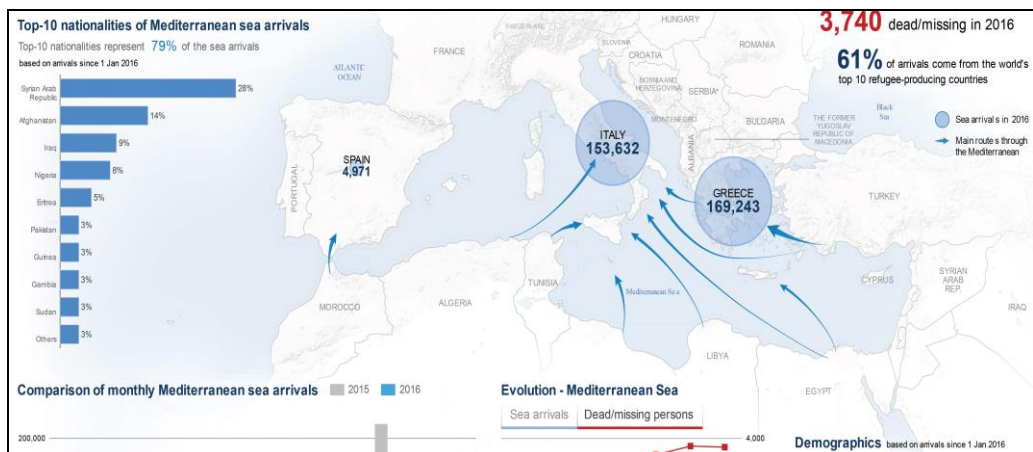 Top-10 nationalities of Mediterranean sea arrivals
Top-10 nationalities represent 79% of the sea arrivals
based on arrivals since 1 Jan 2016
Syrian Arab
Republic
28%
Afghanistan
14%
Iraq
9%
Nigeria
8%
Eritrea
5%
Pakistan
3%
Guinea
3%
Gambia
3%
Sudan
3%
Others
3%
3,740 dead/missing in 2016
61% of arrivals come from the world's
top 10 refugee-producing countries
Sea arrivals in 2016
Main routes through
the Mediterranean
SWITZERLAND
HUNGARY
SLOVENIA
CROATIA
ROMANIA
FRANCE
ATLANTIC
OCEAN
BOSNIA AND
HERZEGOVINA
SERBIA
MONTENEGRO
BULGARIA
Black
Sea
THE FORMER
YUGOSLAV
REPUBLIC OF
MACEDONIA
ALBANIA
ITALY
153,632
SPAIN
4,971
PORTUGAL
GREECE
169,243
TURKEY
CYPRUS
SYRIAN
ARAB
REP.
IRAQ
MOROCCO
ALGERIA
TUNISIA
Mediterranean Sea
LIBYA
EGYPT
Comparison of monthly Mediterranean sea arrivals
2015
2016
200,000
Evolution - Mediterranean Sea
Sea arrivals
Dead/missing persons
4,000
Demographics based on arrivals since 1 Jan 2016